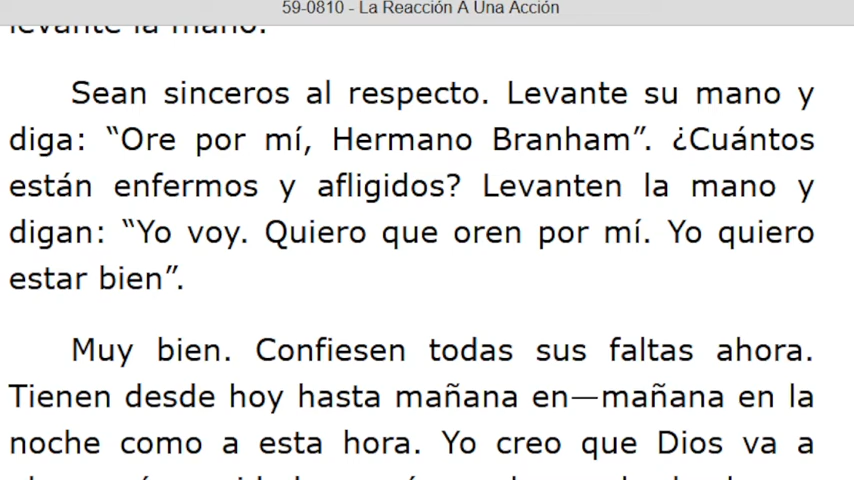 59-0810 - La Reacción A Una Acción
levante la mano.
Sean sinceros al respecto. Levante su mano y
diga: “Ore por mí, Hermano Branham”. ¿Cuántos
están enfermos y afligidos? Levanten la mano y
digan: “Yo voy. Quiero que oren por mí. Yo quiero
estar bien”.
Muy bien. Confiesen todas sus faltas ahora.
Tienen desde hoy hasta mañana en—mañana en la
noche como a esta hora. Yo creo que Dios va a